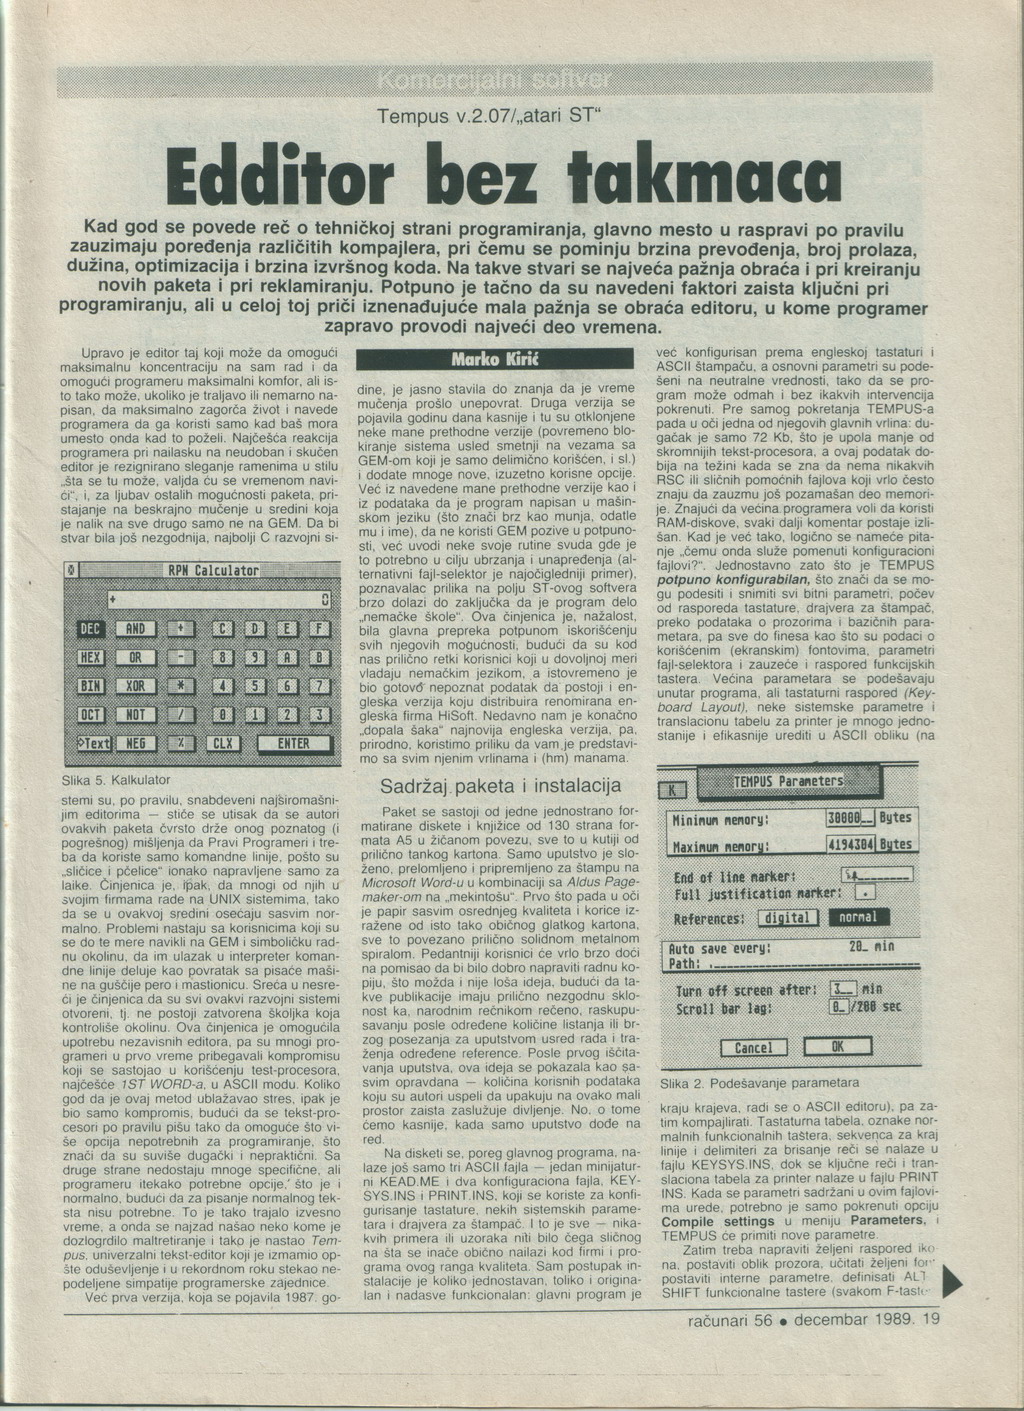 Komercijalni softver
Tempus v.2.07/„atari ST“
Edditor bez takmaca
Kad god se povede reč o tehničkoj strani programiranja, glavno mesto u raspravi po pravilu
zauzimaju poređenja različitih kompajlera, pri čemu se pominju brzina prevođenja, broj prolaza,
dužina, optimizacija i brzina izvršnog koda. Na takve stvari se najveća pažnja obraća i pri kreiranju
novih paketa i pri reklamiranju. Potpuno je tačno da su navedeni faktori zaista ključni pri
programiranju, ali u celoj toj priči iznenađujuće mala pažnja se obraća editoru, u kome programer
zapravo provodi najveći deo vremena.
Upravo je editor taj koji može da omogući
maksimalnu koncentraciju na sam rad i da
omogući programeru maksimalni komfor, ali is-
to tako može, ukoliko je traljavo ili nemarno na-
pisan, da maksimalno zagorča život i navede
programera da ga koristi samo kad baš mora
umesto onda kad to poželi. Najčešća reakcija
programera pri nailasku na neudoban i skučen
editor je rezignirano sleganje ramenima u stilu
„šta se tu može, valjda ću se vremenom navi-
ći“, i, za ljubav ostalih mogućnosti paketa, pri-
stajanje na beskrajno mučenje u sredini koja
je nalik na sve drugo samo ne na GEM. Da bi
stvar bila još nezgodnija, najbolji C razvojni si-
RPN Calculator
+ 0
DEC AND + C D E F
HEX OR - 8 9 A B
BIN XOR * 4 5 6 7
OCT NOT / 0 1 2 3
>Text NEG % CLX ENTER
Slika 5. Kalkulator
stemi su, po pravilu, snabdeveni najširomašni-
jim editorima — stiče se utisak da se autori
ovakvih paketa čvrsto drže onog poznatog (i
pogrešnog) mišljenja da Pravi Programeri i tre-
ba da koriste samo komandne linije, pošto su
„sličice i pčelice“ ionako napravljene samo za
laike. Činjenica je, ipak, da mnogi od njih u
svojim firmama rade na UNIX sistemima, tako
da se u ovakvoj sredini osećaju sasvim nor-
malno. Problemi nastaju sa korisnicima koji su
se do te mere navikli na GEM i simboličku rad-
nu okolinu, da im ulazak u interpreter koman-
dne linije deluje kao povratak sa pisaće maši-
ne na guščije pero i mastionicu. Sreća u nesre-
ći je činjenica da su svi ovakvi razvojni sistemi
otvoreni, tj. ne postoji zatvorena školjka koja
kontroliše okolinu. Ova činjenica je omogućila
upotrebu nezavisnih editora, pa su mnogi pro-
grameri u prvo vreme pribegavali kompromisu
koji se sastojao u korišćenju test-procesora,
najčešće 1ST WORD-a, u ASCII modu. Koliko
god da je ovaj metod ublažavao stres, ipak je
bio samo kompromis, budući da se tekst-pro-
cesori po pravilu pišu tako da omoguće što vi-
še opcija nepotrebnih za programiranje, što
znači da su suviše dugački i nepraktični. Sa
druge strane nedostaju mnoge specifične, ali
programeru itekako potrebne opcije, što je i
normalno, budući da za pisanje normalnog tek-
sta nisu potrebne. To je tako trajalo izvesno
vreme, a onda se najzad našao neko kome je
dozlogrdilo maltretiranje i tako je nastao Tem-
pus, univerzalni tekst-editor koji je izmamio op-
šte oduševljenje i u rekordnom roku stekao ne-
podeljene simpatije programerske zajednice.
Već prva verzija, koja se pojavila 1987. go-
Marko Kirić
dine, je jasno stavila do znanja da je vreme
mučenja prošlo unepovrat. Druga verzija se
pojavila godinu dana kasnije i tu su otklonjene
neke mane prethodne verzije (povremeno blo-
kiranje sistema usled smetnji na vezama sa
GEM-om koji je samo delimično korišćen, i sl.)
i dodate mnoge nove, izuzetno korisne opcije.
Već iz navedene mane prethodne verzije kao i
iz podataka da je program napisan u mašin-
skom jeziku (što znači brz kao munja, odatle
mu i ime), da ne koristi GEM pozive u potpuno-
sti, već uvodi neke svoje rutine svuda gde je
to potrebno u cilju ubrzanja i unapređenja (al-
ternativni fajl-selektor je najočigledniji primer),
poznavalac prilika na polju ST-ovog softvera
brzo dolazi do zaključka da je program delo
„nemačke škole“. Ova činjenica je, nažalost,
bila glavna prepreka potpunom iskorišćenju
svih njegovih mogućnosti, budući da su kod
nas prilično retki korisnici koji u dovoljnoj meri
vladaju nemačkim jezikom, a istovremeno je
bio gotovo nepoznat podatak da postoji i en-
gleska verzija koju distribuira renomirana en-
gleska firma HiSoft. Nedavno nam je konačno
„dopala šaka“ najnovija engleska verzija, pa,
prirodno, koristimo priliku da vam je predstavi-
mo sa svim njenim vrlinama i (hm) manama.
Sadržaj paketa i instalacija
Paket se sastoji od jedne jednostrano for-
matirane diskete i knjižice od 130 strana for-
mata A5 u žičanom povezu, sve to u kutiji od
prilično tankog kartona. Samo uputstvo je slo-
ženo, prelomljeno i pripremljeno za štampu na
Microsoft Word-u u kombinaciji sa Aldus Page-
maker-om na „mekintošu“. Prvo što pada u oči
je papir sasvim osrednjeg kvaliteta i korice iz-
ražene od isto tako običnog glatkog kartona,
sve to povezano prilično solidnom metalnom
spiralom. Pedantniji korisnici će vrlo brzo doći
na pomisao da bi bilo dobro napraviti radnu ko-
piju, što možda i nije loša ideja, budući da ta-
kve publikacije imaju prilično nezgodnu sklo-
nost ka, narodnim rečnikom rečeno, raskupu-
savanju posle određene količine listanja ili br-
zog posezanja za uputstvom usred rada i tra-
ženja određene reference. Posle prvog iščita-
vanja uputstva, ova ideja se pokazala kao sa-
svim opravdana — količina korisnih podataka
koju su autori uspeli da upakuju na ovako mali
prostor zaista zaslužuje divljenje. No, o tome
ćemo kasnije, kada samo uputstvo dođe na
red.
Na disketi se, pored glavnog programa, na-
laze još samo tri ASCII fajla — jedan minijatur-
ni KEAD.ME i dva konfiguraciona fajla, KEY-
SYS.INS i PRINT.INS, koji se koriste za konfi-
gurisanje tastature, nekih sistemskih parame-
tara i drajvera za štampač. I to je sve — nika-
kvih primera ili uzoraka niti bilo čega sličnog
na šta se inače obično nailazi kod firmi i pro-
grama ovog ranga kvaliteta. Sam postupak in-
stalacije je koliko jednostavan, toliko i origina-
lan i nadasve funkcionalan: glavni program je
već konfigurisan prema engleskoj tastaturi i
ASCII štampaču, a osnovni parametri su pode-
šeni na neutralne vrednosti, tako da se pro-
gram može odmah i bez ikakvih intervencija
pokrenuti. Pre samog pokretanja TEMPUS-a
pada u oči jedna od njegovih glavnih vrlina: du-
gačak je samo 72 Kb, što je upola manje od
skromnijih tekst-procesora, a ovaj podatak do-
bija na težini kada se zna da nema nikakvih
RSC ili sličnih pomoćnih fajlova koji vrlo često
znaju da zauzmu još pozamašan deo memori-
je. Znajući da većina programera voli da koristi
RAM-diskove, svaki dalji komentar postaje izli-
šan. Kad je već tako, logično se nameće pita-
nje „čemu onda služe pomenuti konfiguracioni
fajlovi?“. Jednostavno zato što je TEMPUS
potpuno konfigurabilan, što znači da se mo-
gu podesiti i snimiti svi bitni parametri, počev
od rasporeda tastature, drajvera za štampač,
preko podataka o prozorima i bazičnih para-
metara, pa sve do finesa kao što su podaci o
korišćenim (ekranskim) fontovima, parametri
fajl-selektora i zauzeće i raspored funkcijskih
tastera. Većina parametara se podešavaju
unutar programa, ali tastaturni raspored (Key-
board Layout), neke sistemske parametre i
translacionu tabelu za printer je mnogo jedno-
stanije i efikasnije urediti u ASCII obliku (na
K TEMPUS Parameters
Minimum memory: 30000__ Bytes
Maximum memory: 4194304 Bytes
End of line marker:
Full justification marker:
References: digital normal
Auto save every: 20_ min
Path:
Turn off screen after: 3__ min
Scroll bar lag: 0_/200 sec
Cancel OK
Slika 2. Podešavanje parametara
kraju krajeva, radi se o ASCII editoru), pa za-
tim kompajlirati. Tastaturna tabela, oznake nor-
malnih funkcionalnih taštera, sekvenca za kraj
linije i delimiteri za brisanje reči se nalaze u
fajlu KEYSYS.INS, dok se ključne reči i tran-
slaciona tabela za printer nalaze u fajlu PRINT
INS. Kada se parametri sadržani u ovim fajlovi-
ma urede, potrebno je samo pokrenuti opciju
Compile settings u meniju Parameters, i
TEMPUS će primiti nove parametre.
Zatim treba napraviti željeni raspored iko
na, postaviti oblik prozora, učitati željeni
postaviti interne parametre, definisati ALT
SHIFT funkcionalne tastere (svakom F-taste-
računari 56 • decembar 1989. 19